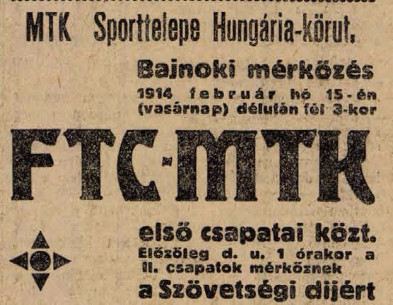 MTK Sporttelepe Hungária-körut.
Bajnoki mérkőzés
1914 február hó 15-én
(vasárnap) délután fél 3-kor
FTC-MTK
első csapatai közt.
Előzőleg d. u. 1 órakor a
II. csapatok mérkőznek
a Szövetségi dijért